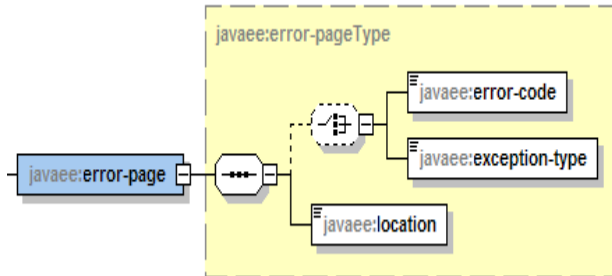 javaee:error-pageType
javaee:error-code
javaee:exception-type
javaee:error-page
javaee:location